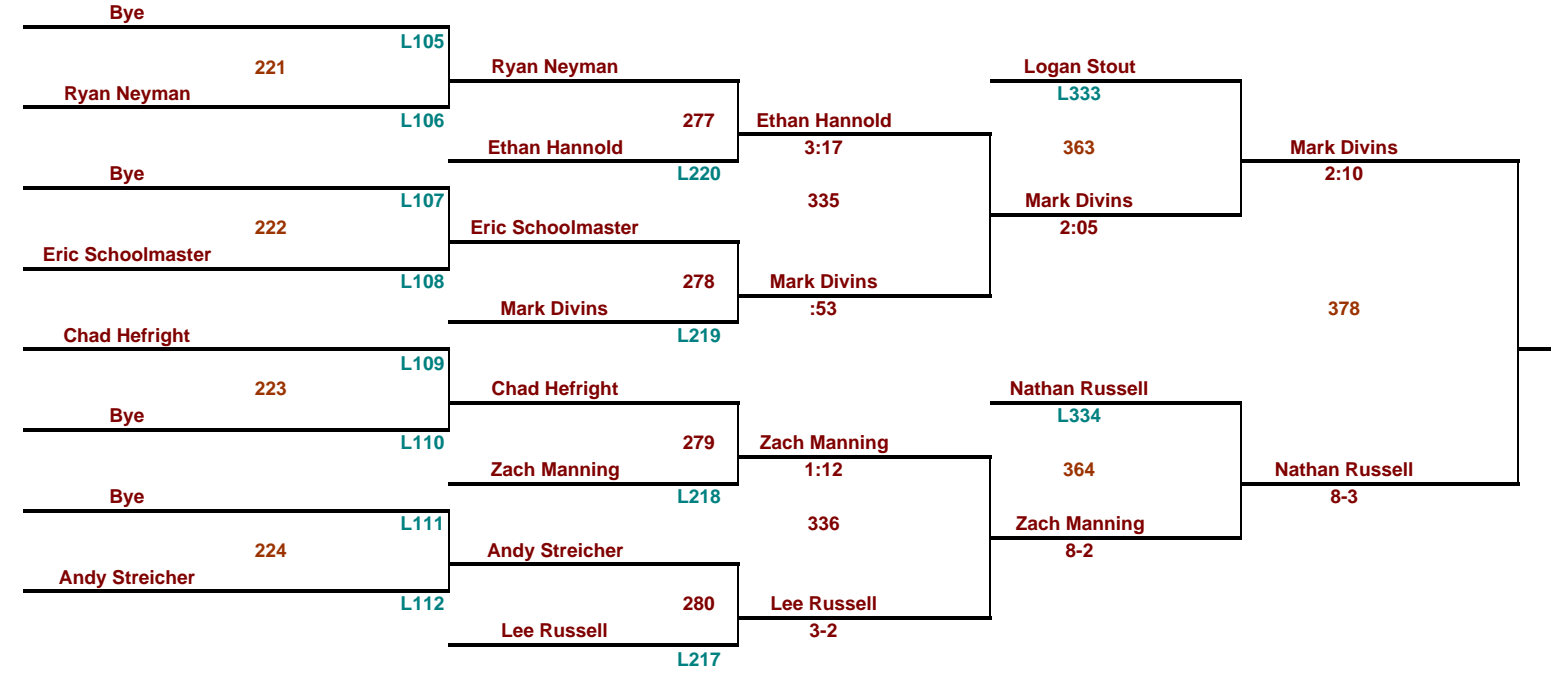 Bye
L105
221
Ryan Neyman
Logan Stout
Ryan Neyman
L333
L106
277
Ethan Hannold
Ethan Hannold
3:17
363
Mark Divins
Bye
L220
2:10
L107
335
Mark Divins
222
Eric Schoolmaster
2:05
Eric Schoolmaster
L108
278
Mark Divins
Mark Divins
:53
378
Chad Hefright
L219
L109
223
Chad Hefright
Nathan Russell
Bye
L334
L110
279
Zach Manning
Zach Manning
1:12
364
Nathan Russell
Bye
L218
8-3
L111
336
Zach Manning
224
Andy Streicher
8-2
Andy Streicher
L112
280
Lee Russell
Lee Russell
3-2
L217